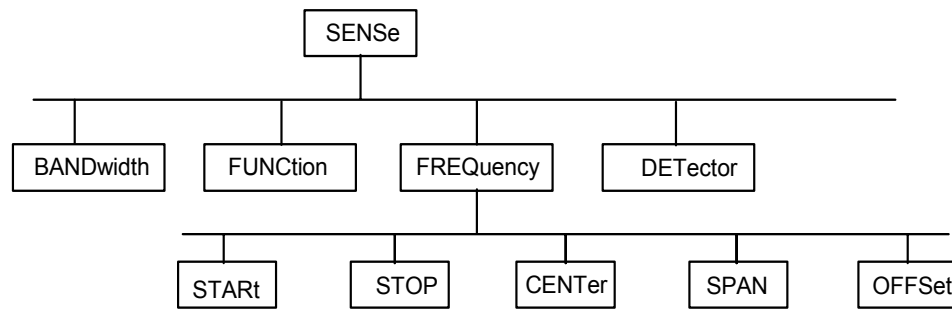 SENSe
BANDwidth FUNCtion FREQuency DETector
STARt STOP CENTer SPAN OFFSet